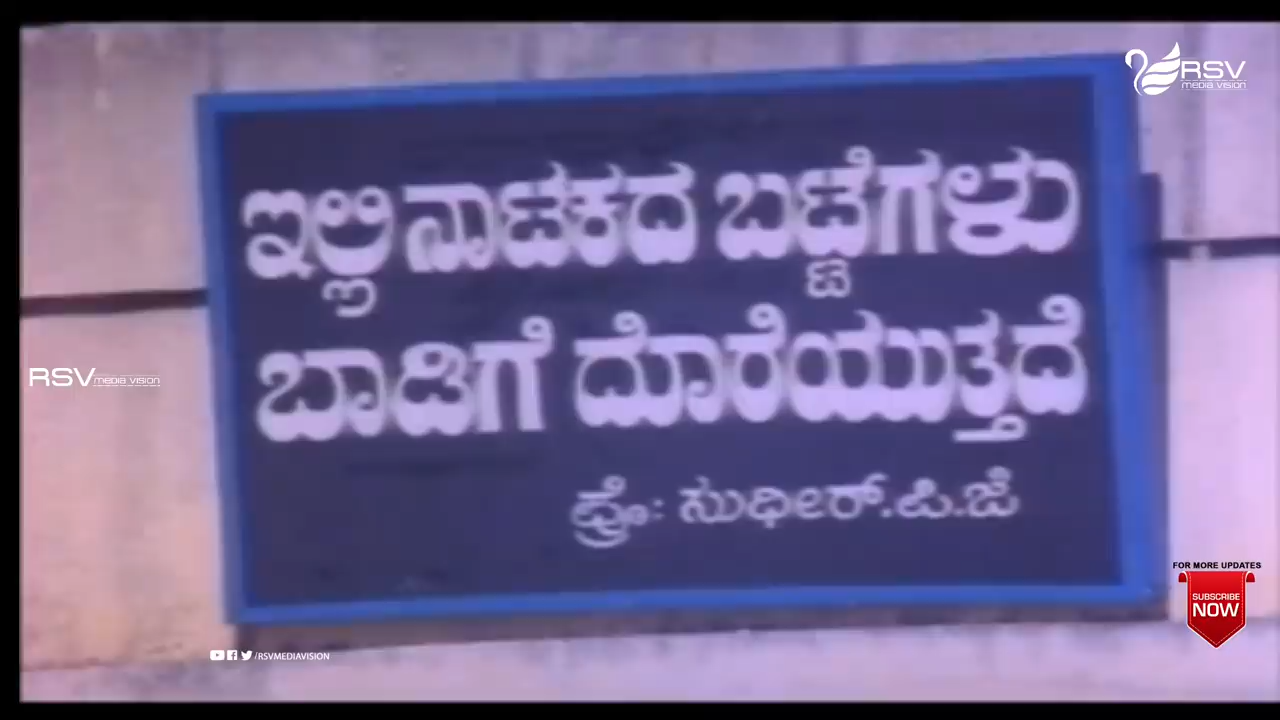 RSV
media vision
ಇಲ್ಲಿ ನಾಟಕದ ಬಟ್ಟೆಗಳು
RSV media vision
ಬಾಡಿಗೆ ದೊರೆಯುತ್ತದೆ
ಪ್ರೊ: ಸುಧೀರ್.ಪಿ.ಜೆ
FOR MORE UPDATES
SUBSCRIBE
NOW
/RSVMEDIAVISION